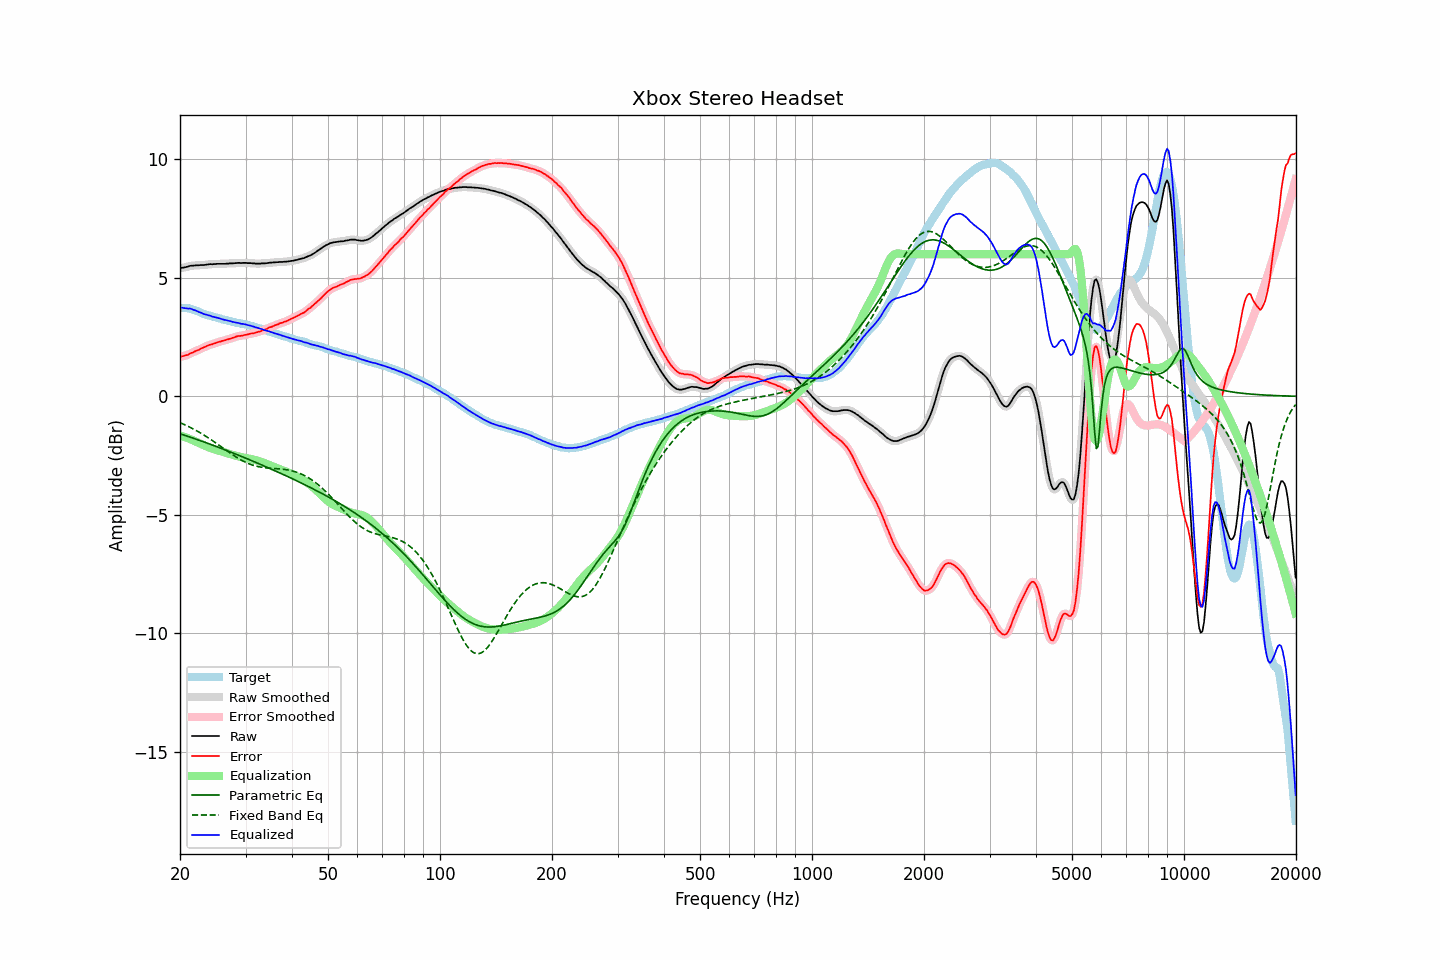 Xbox Stereo Headset
Amplitude (dBr)
10
5
0
−5
−10
−15
Target
Raw Smoothed
Error Smoothed
Raw
Error
Equalization
Parametric Eq
Fixed Band Eq
Equalized
20 50 100 200 500 1000 2000 5000 10000 20000
Frequency (Hz)